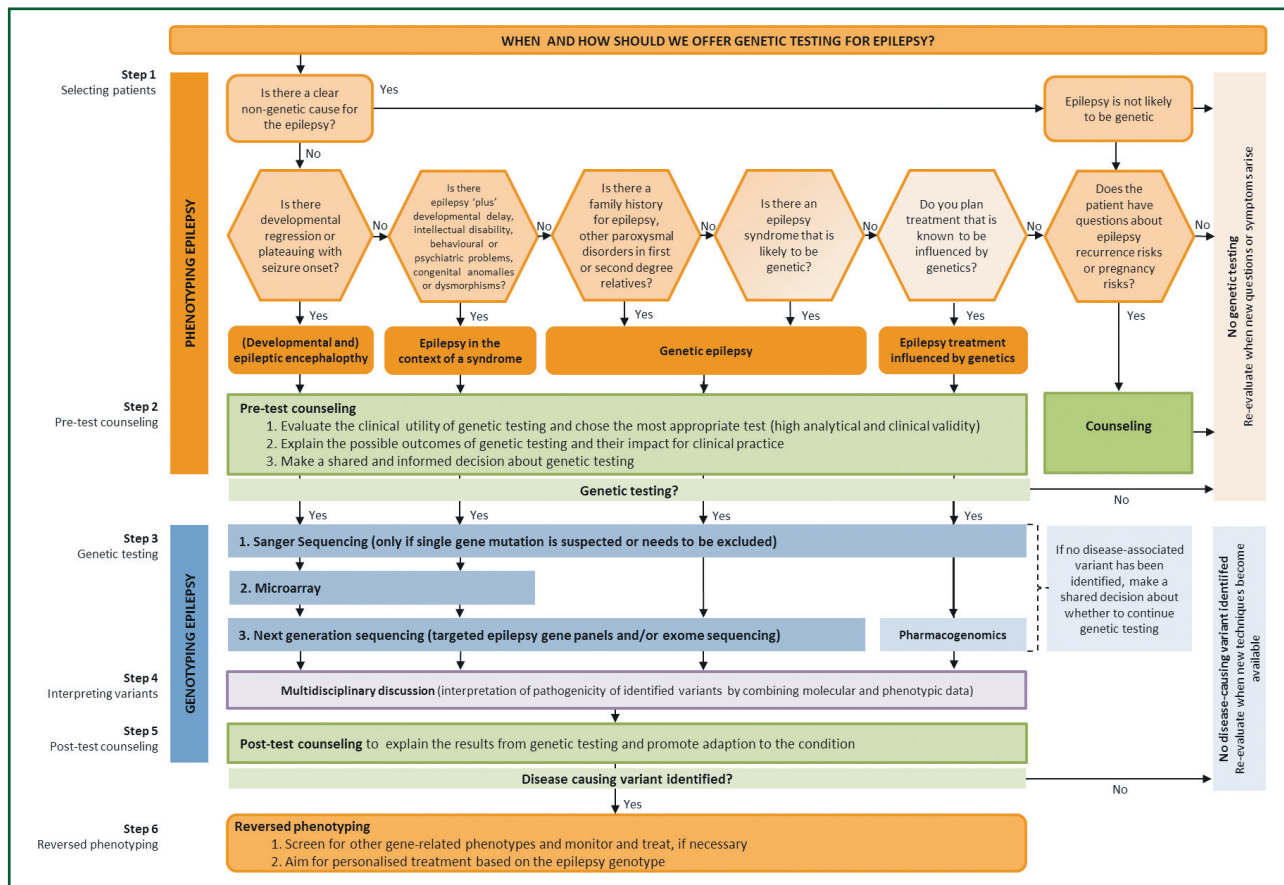 WHEN AND HOW SHOULD WE OFFER GENETIC TESTING FOR EPILEPSY?
Step 1
Selecting patients
PHENOTYPING EPILEPSY
Is there a clear
non-genetic cause for
the epilepsy?
Yes
Epilepsy is not likely
to be genetic
No
Is there
developmental
regression or
plateauing with
seizure onset?
No
Is there
epilepsy ‘plus’
developmental delay,
intellectual disability,
behavioural or
psychiatric problems,
congenital anomalies
or dysmorphisms?
No
Is there a
family history
for epilepsy,
other paroxysmal
disorders in first
or second degree
relatives?
No
Is there an
epilepsy
syndrome that is
likely to be
genetic?
No
Do you plan
treatment that is
known to be
influenced by
genetics?
No
Does the
patient have
questions about
epilepsy
recurrence risks
or pregnancy
risks?
No
No genetic testing
Re-evaluate when new questions or symptoms arise
Yes
Yes
Yes
Yes
Yes
Yes
(Developmental and)
epileptic encephalopthy
Epilepsy in the
context of a syndrome
Genetic epilepsy
Epilepsy treatment
influenced by genetics
Step 2
Pre-test counseling
Pre-test counseling
1. Evaluate the clinical utility of genetic testing and chose the most appropriate test (high analytical and clinical validity)
2. Explain the possible outcomes of genetic testing and their impact for clinical practice
3. Make a shared and informed decision about genetic testing
Counseling
Genetic testing?
No
Yes
Yes
Yes
Yes
Step 3
Genetic testing
GENOTYPING EPILEPSY
1. Sanger Sequencing (only if single gene mutation is suspected or needs to be excluded)
2. Microarray
3. Next generation sequencing (targeted epilepsy gene panels and/or exome sequencing)
Pharmacogenomics
If no disease-associated
variant has been
identified, make a
shared decision about
whether to continue
genetic testing
No disease-causing variant identiifed
Re-evaluate when new techniques become
available
Step 4
Interpreting variants
Multidisciplinary discussion (interpretation of pathogenicity of identified variants by combining molecular and phenotypic data)
Step 5
Post-test counseling
Post-test counseling to explain the results from genetic testing and promote adaption to the condition
Disease causing variant identified?
No
Yes
Step 6
Reversed phenotyping
Reversed phenotyping
1. Screen for other gene-related phenotypes and monitor and treat, if necessary
2. Aim for personalised treatment based on the epilepsy genotype